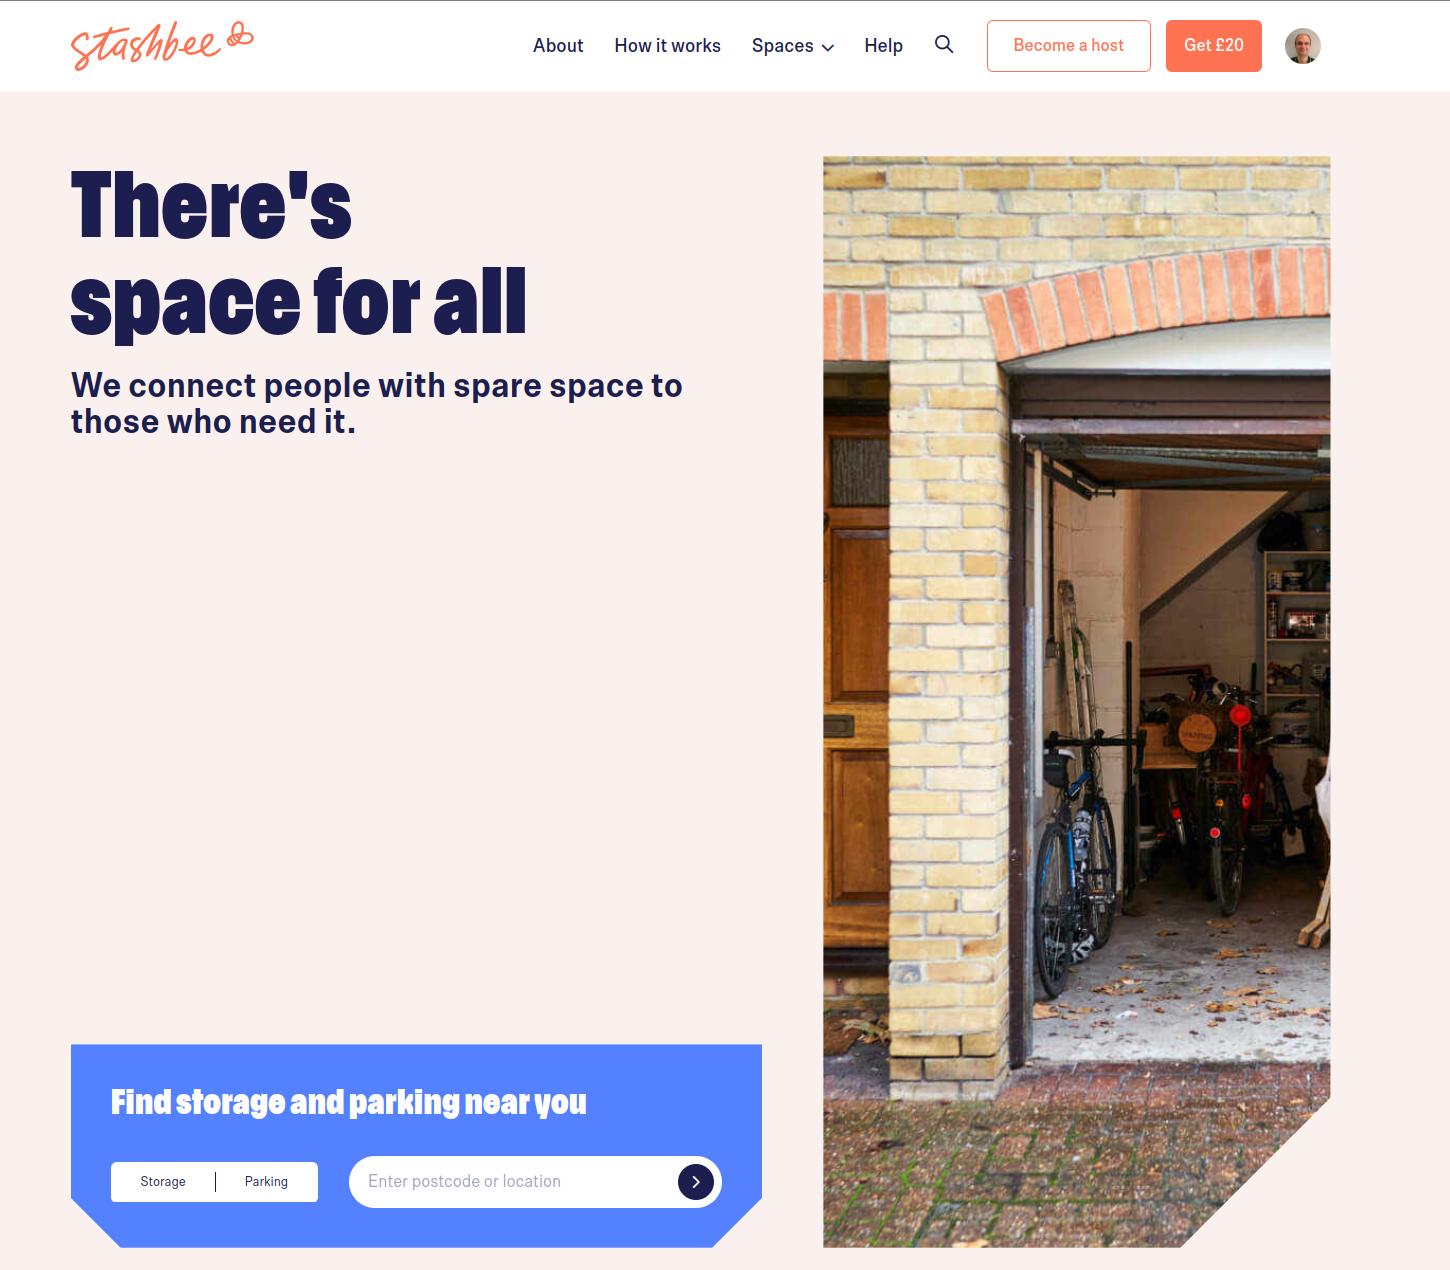 stashbee
About
How it works
Spaces
Help
Become a host
Get £20
There's
space for all
We connect people with spare space to
those who need it.
Find storage and parking near you
Storage
Parking
Enter postcode or location